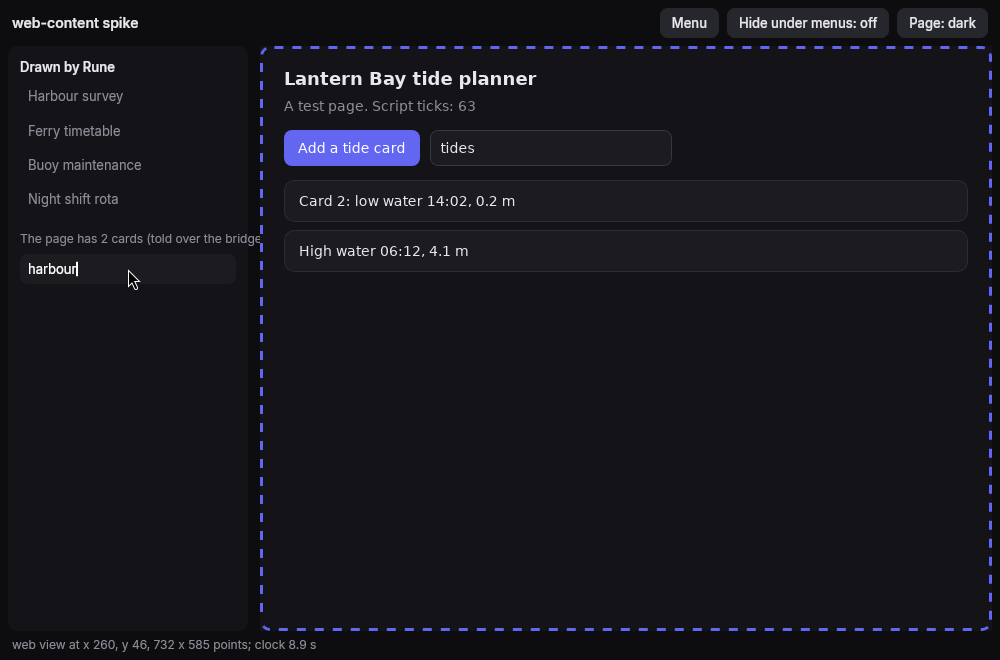 web-content spike
Menu
Hide under menus: off
Page: dark
Drawn by Rune
Harbour survey
Ferry timetable
Buoy maintenance
Night shift rota
The page has 2 cards (told over the bridge
harbour
Lantern Bay tide planner
A test page. Script ticks: 63
Add a tide card
tides
Card 2: low water 14:02, 0.2 m
High water 06:12, 4.1 m
web view at x 260, y 46, 732 x 585 points; clock 8.9 s